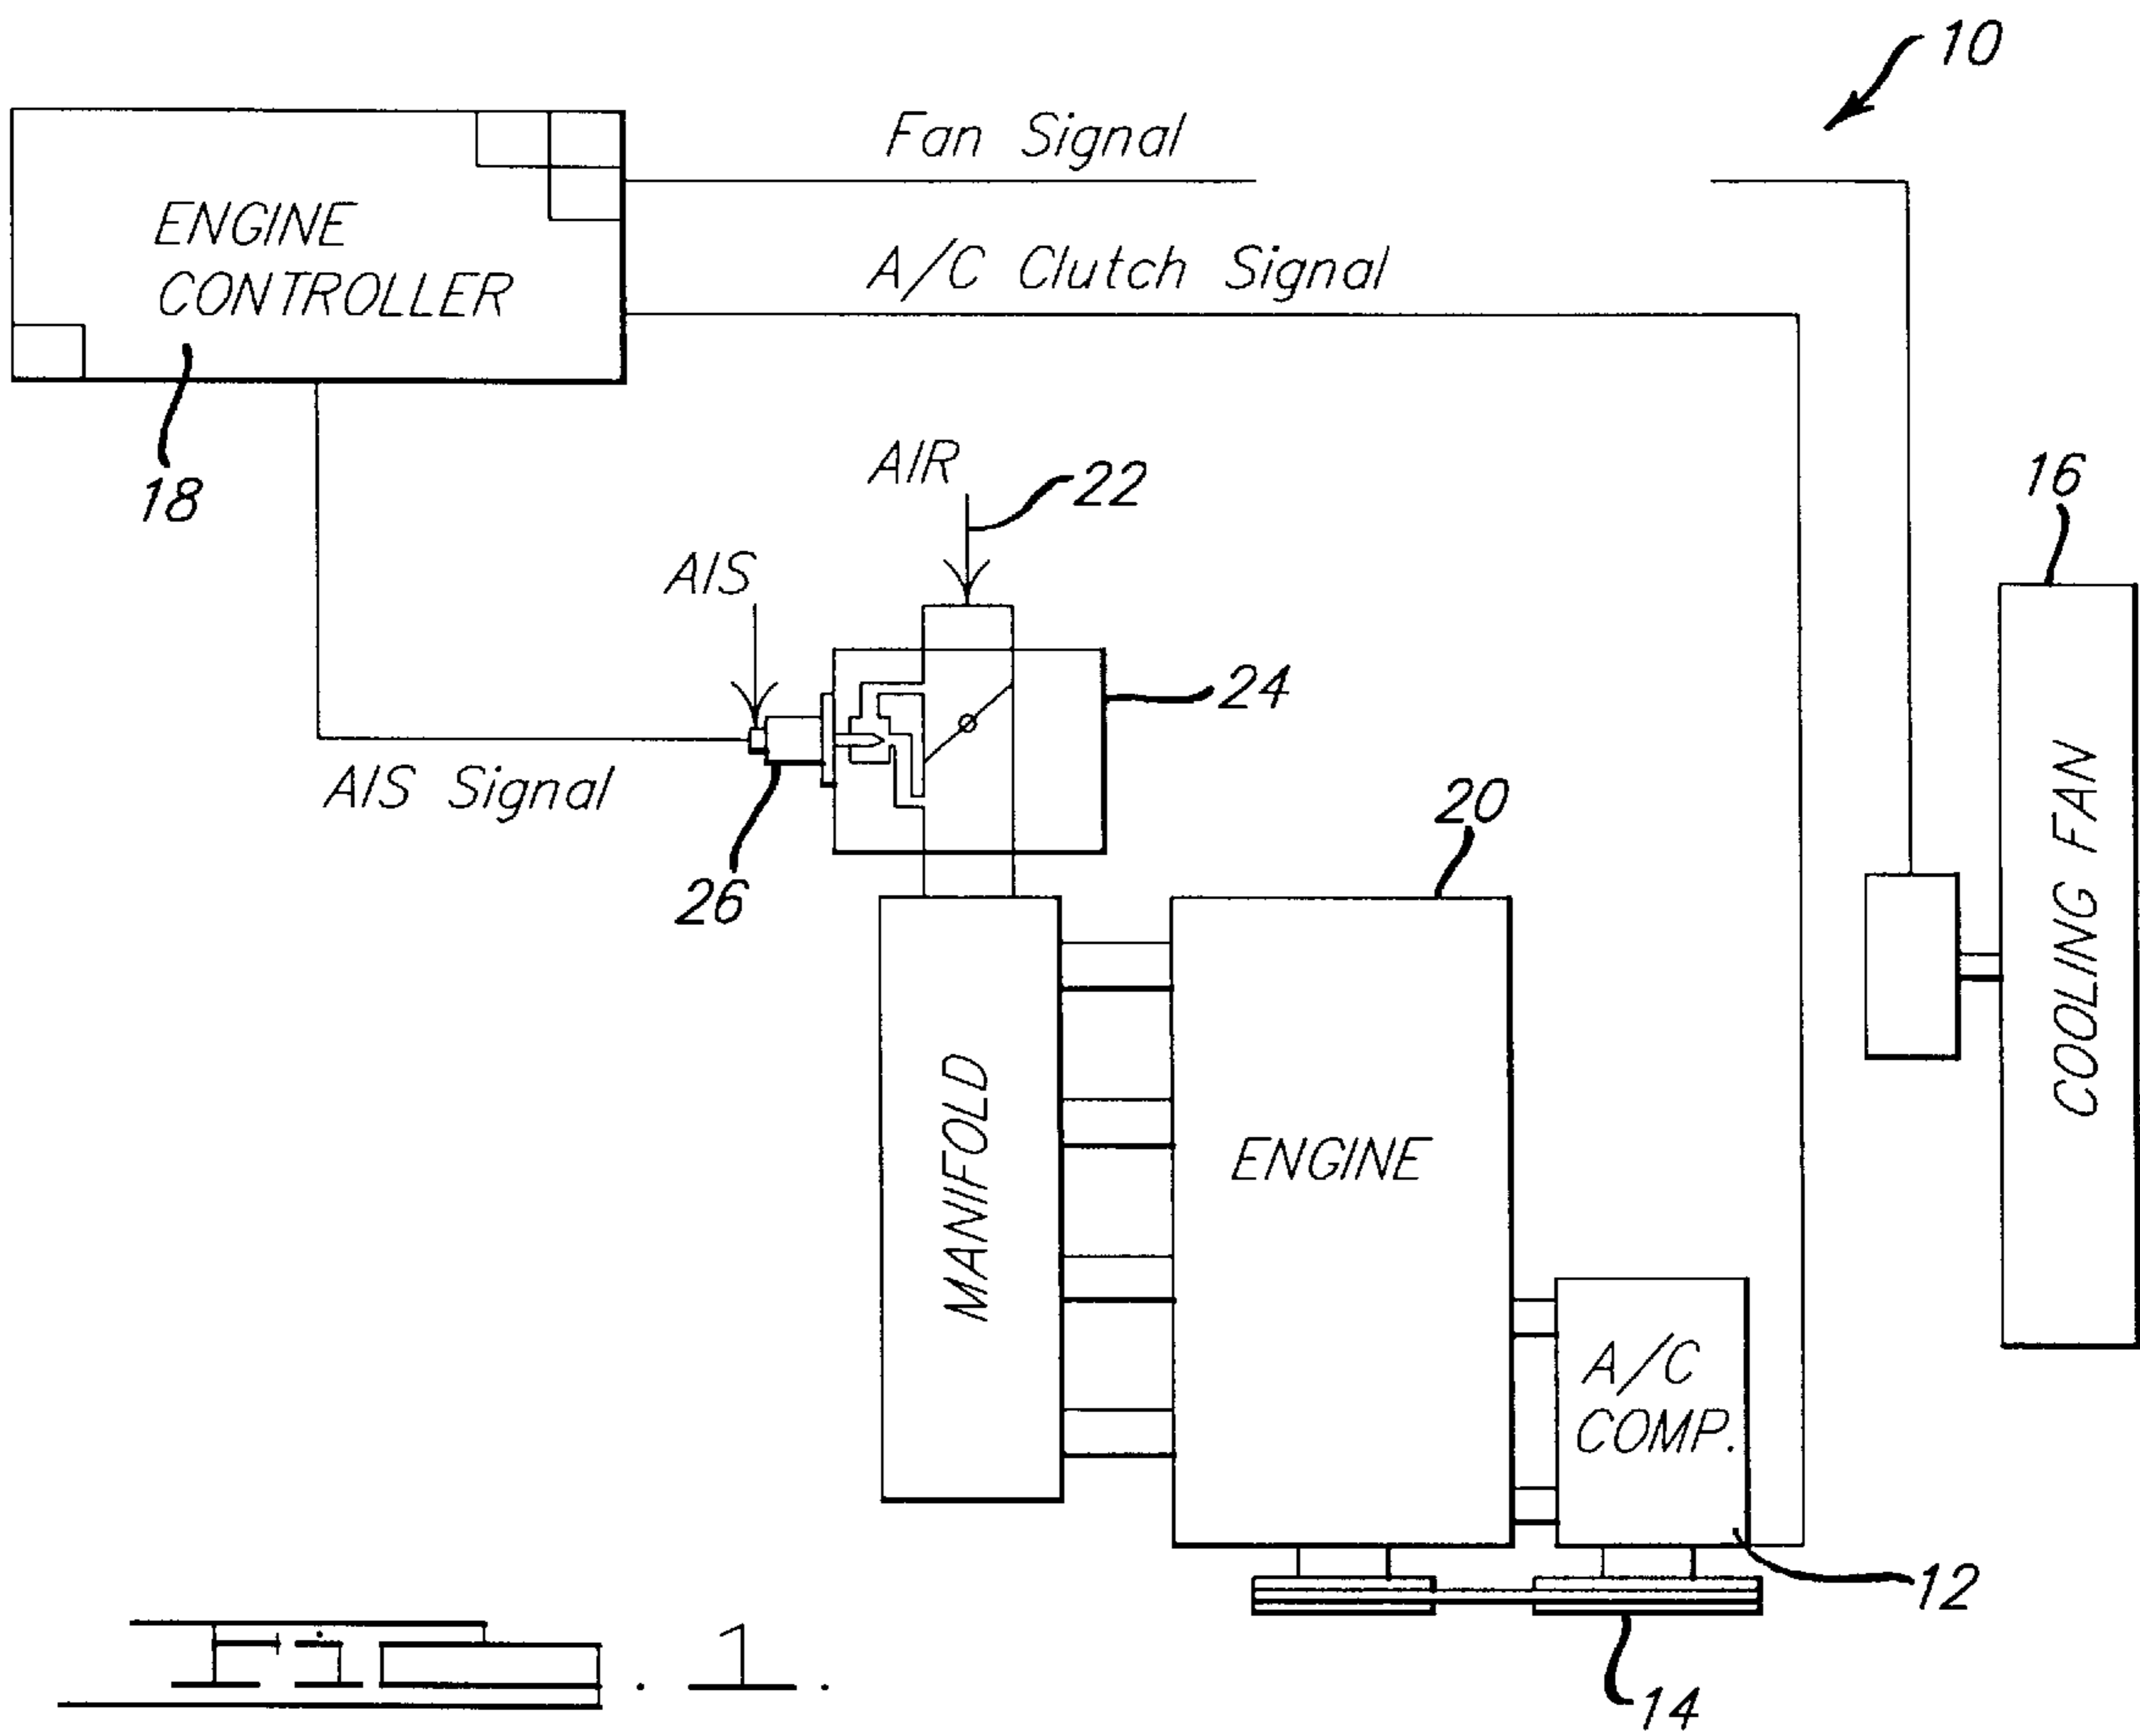 10
Fan Signal
ENGINE
CONTROLLER
A/C Clutch Signal
18
AIR
22
16
AIS
24
AIS Signal
26
20
COOLING FAN
MANIFOLD
ENGINE
A/C
COMP.
12
14
Fig. 1.